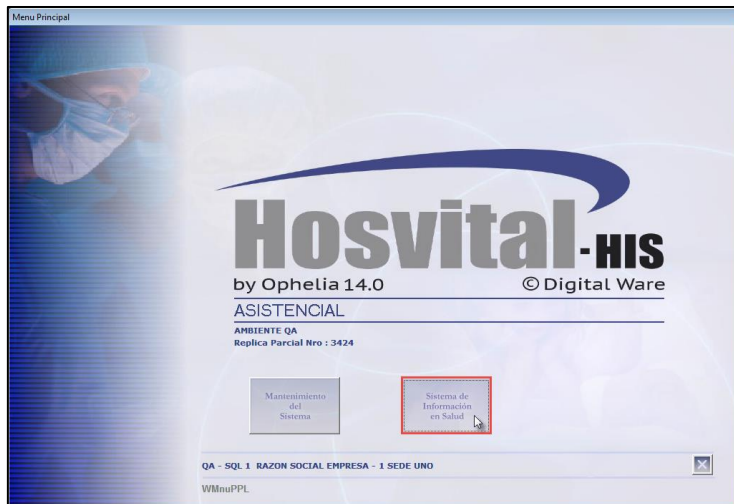 Menu Principal
Hosvital-HIS
by Ophelia 14.0 © Digital Ware
ASISTENCIAL
AMBIENTE QA
Replica Parcial Nro : 3424
Mantenimiento
del
Sistema
Sistema de
Información
en Salud
QA - SQL 1 RAZON SOCIAL EMPRESA - 1 SEDE UNO
WMnuPPL